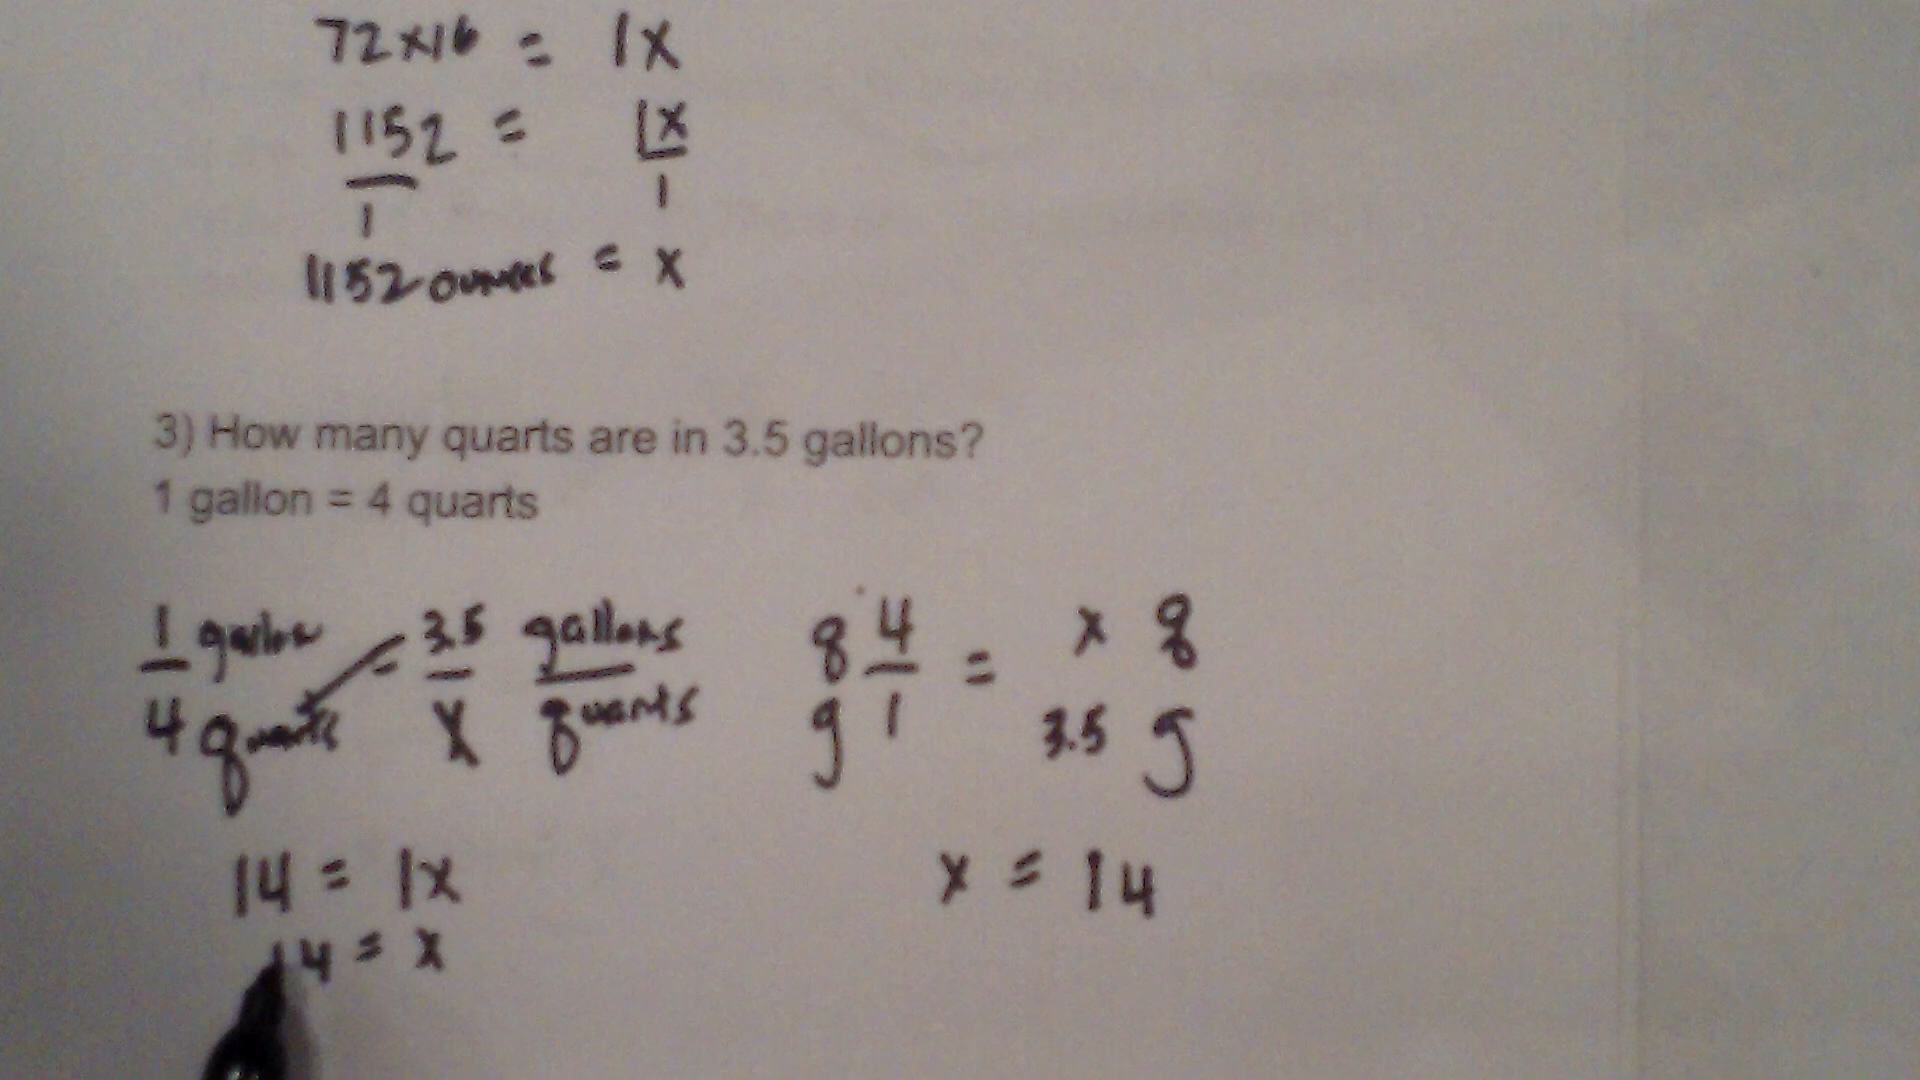 72x16 = 1x
1152 = 1x
1 1
1152 ounces = x
3) How many quarts are in 3.5 gallons?
1 gallon = 4 quarts
1 gallon = 3.5 gallons
4 quarts x quarts
q 4 = x q
g 1 3.5 g
14 = 1x
x = 14
14 = x